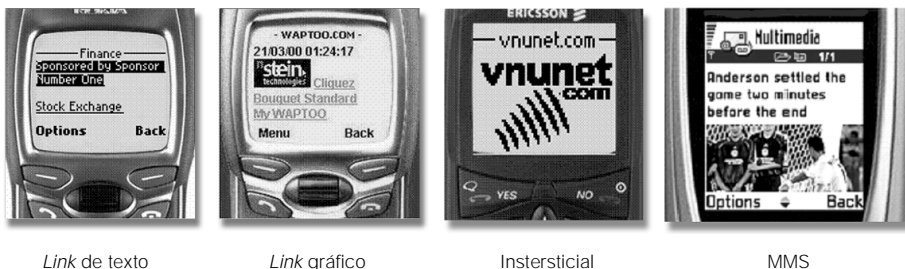 Finance
Sponsored by Sponsor
Number One
Stock Exchange
Options Back
- WAPTOO.COM -
21/03/00 01:24:17
stein
technologies Cliquez
Bouquet Standard
My WAPTOO
Menu Back
ERICSSON
vnunet.com
vnunet
.com
YES NO
Multimedia
1/1
Anderson settled the
game two minutes
before the end
Options Back
Link de texto
Link gráfico
Instersticial
MMS